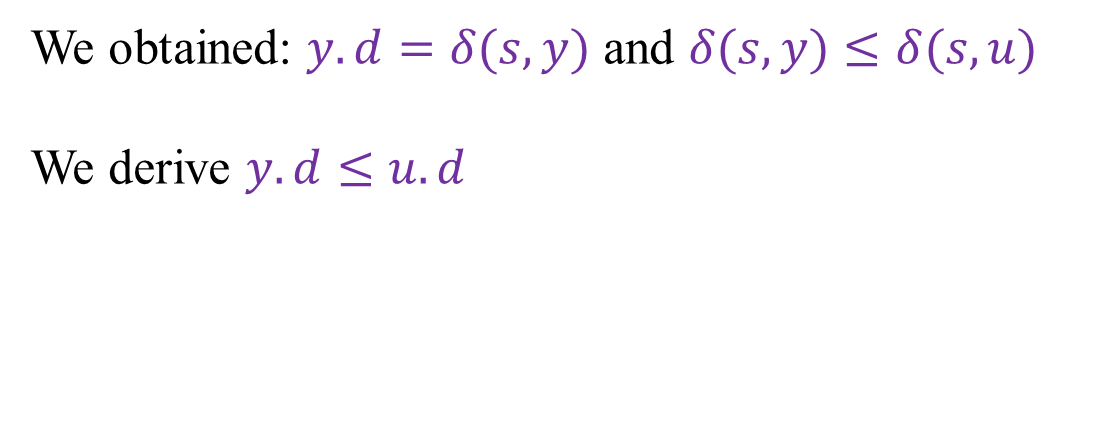 We obtained: y.d = δ(s, y) and δ(s, y) ≤ δ(s, u)
We derive y.d ≤ u.d